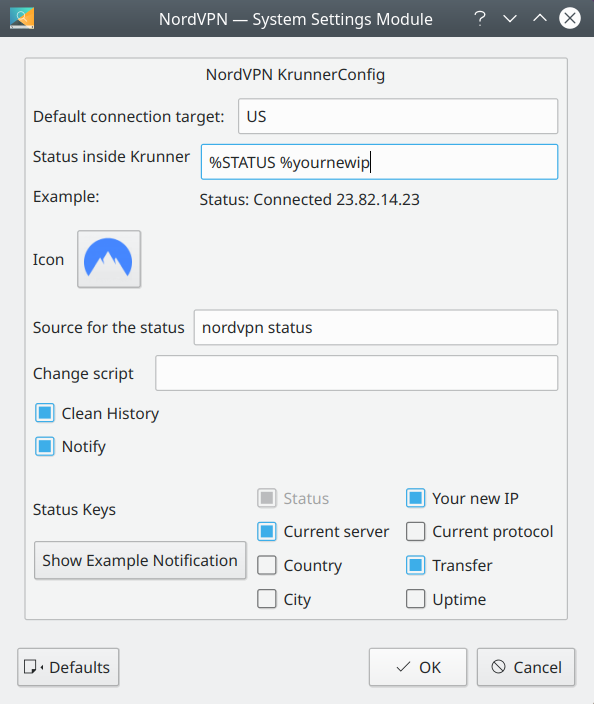 NordVPN — System Settings Module
NordVPN KrunnerConfig
Default connection target: US
Status inside Krunner %STATUS %yournewip
Example: Status: Connected 23.82.14.23
Icon
Source for the status nordvpn status
Change script
Clean History
Notify
Status Keys
Status Your new IP
Current server Current protocol
Show Example Notification
Country Transfer
City Uptime
Defaults OK Cancel